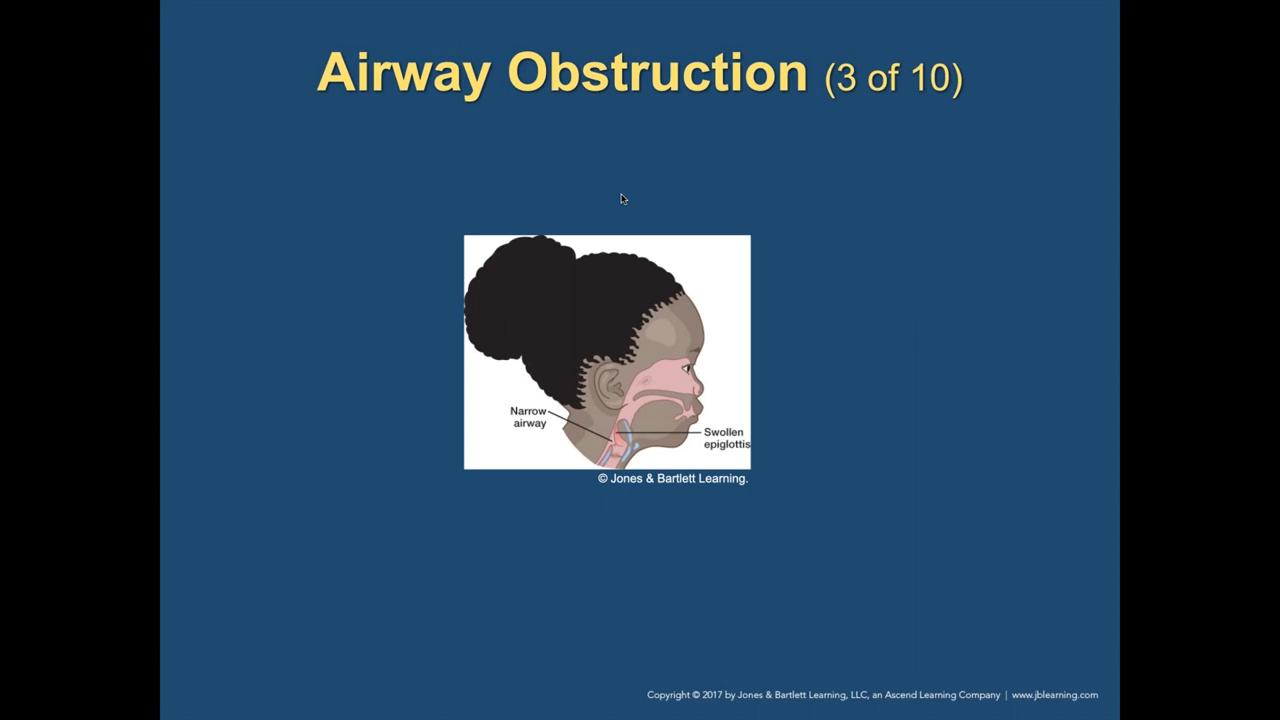 Airway Obstruction (3 of 10)
Narrow
airway
Swollen
epiglottis
© Jones & Bartlett Learning.
Copyright © 2017 by Jones & Bartlett Learning, LLC, an Ascend Learning Company | www.jblearning.com